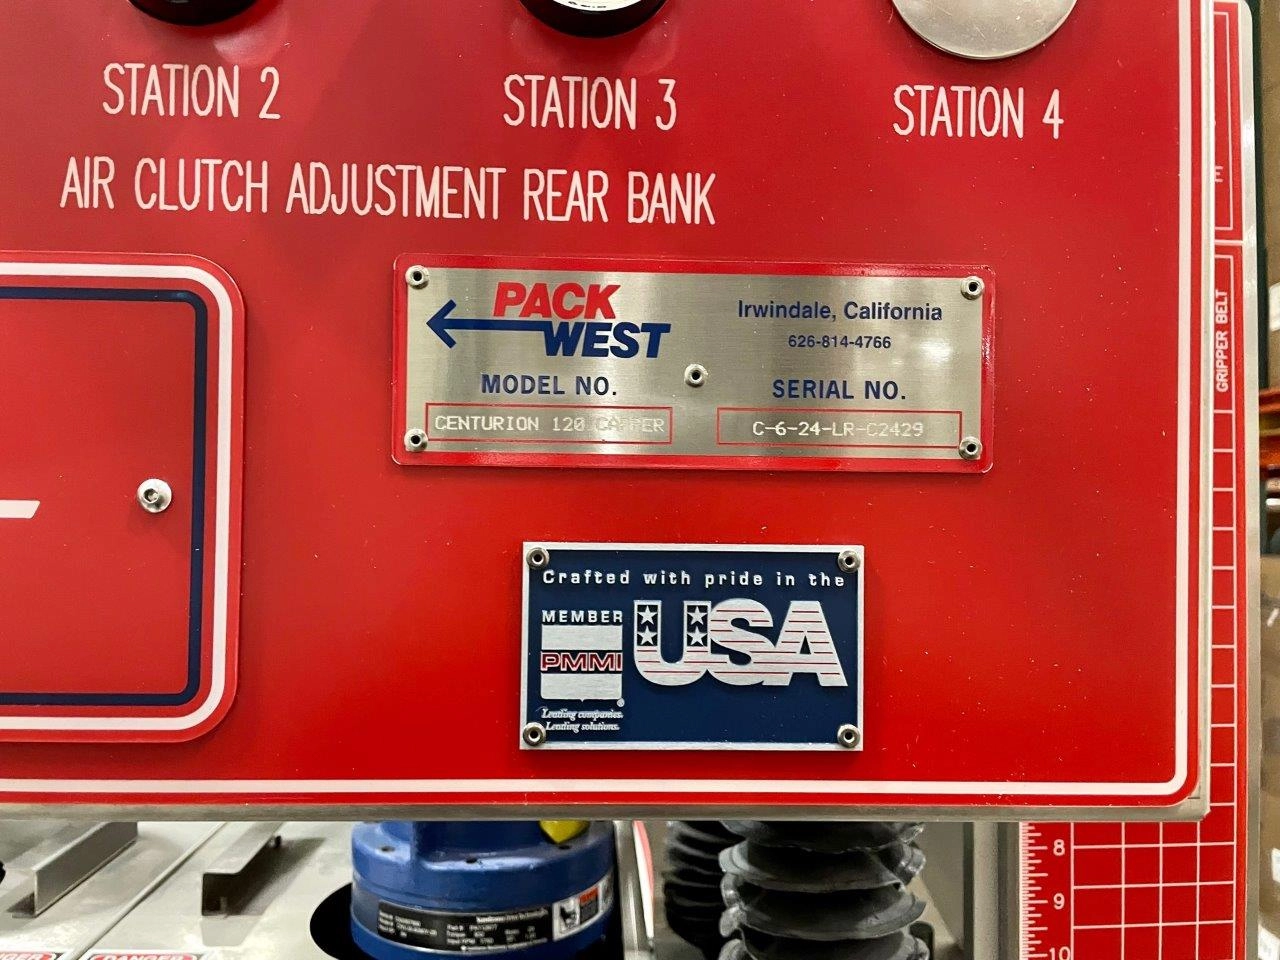 STATION 2
STATION 3
STATION 4
AIR CLUTCH ADJUSTMENT REAR BANK
PACK
WEST
Irwindale, California
626-814-4766
MODEL NO.
SERIAL NO.
CENTURION 120 CAPPER
C-6-24-LR-C2429
Crafted with pride in the
USA
MEMBER
PMMI
Leading companies.
Leading solutions.
GRIPPER BELT
8
9
10
DANGER